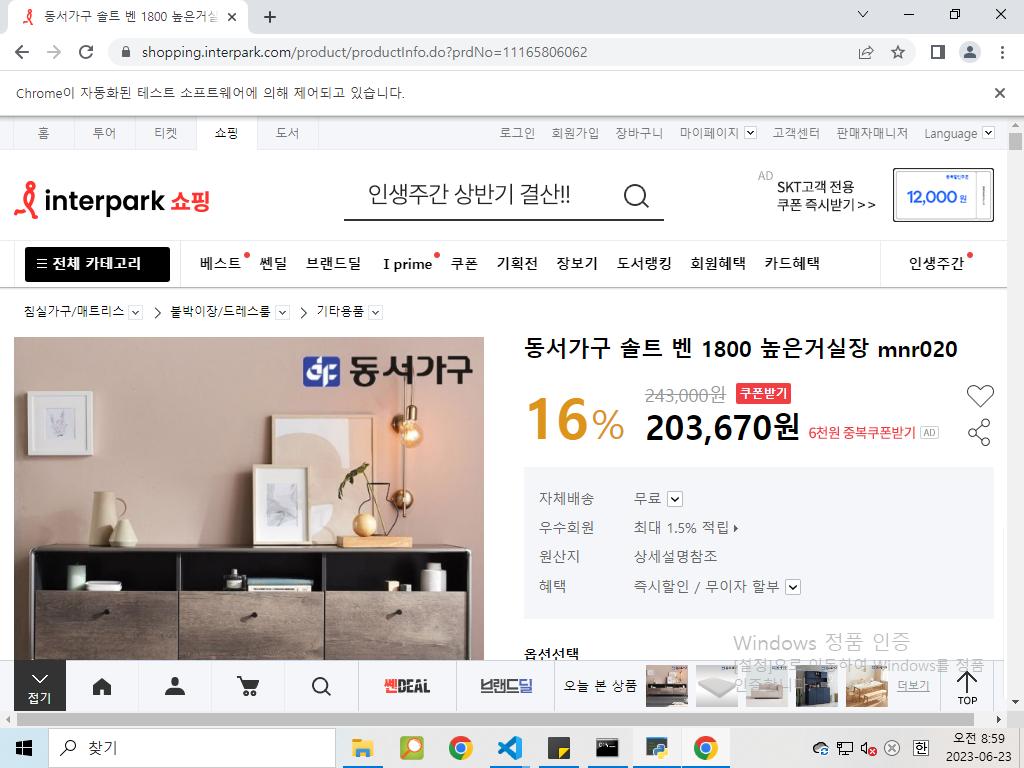 동서가구 솔트 벤 1800 높은거실
shopping.interpark.com/product/productInfo.do?prdNo=11165806062
Chrome이 자동화된 테스트 소프트웨어에 의해 제어되고 있습니다.
홈 투어 티켓 쇼핑 도서 로그인 회원가입 장바구니 마이페이지 고객센터 판매자매니저 Language
interpark 쇼핑
인생주간 상반기 결산!!
AD
SKT고객 전용
쿠폰 즉시받기>>
중복할인쿠폰
12,000원
전체 카테고리 베스트 쎈딜 브랜드딜 I prime 쿠폰 기획전 장보기 도서랭킹 회원혜택 카드혜택 인생주간
침실가구/매트리스 붙박이장/드레스룸 기타용품
동서가구
동서가구 솔트 벤 1800 높은거실장 mnr020
16%
243,000원 쿠폰받기
203,670원 6천원 중복쿠폰받기 AD
자체배송 무료
우수회원 최대 1.5% 적립
원산지 상세설명참조
혜택 즉시할인 / 무이자 할부
옵션선택
Windows 정품 인증
[설정]으로 이동하여 Windows를 정품
인증합니다
접기
쎈DEAL
브랜드딜
오늘 본 상품
더보기
TOP
찾기
한
오전 8:59
2023-06-23